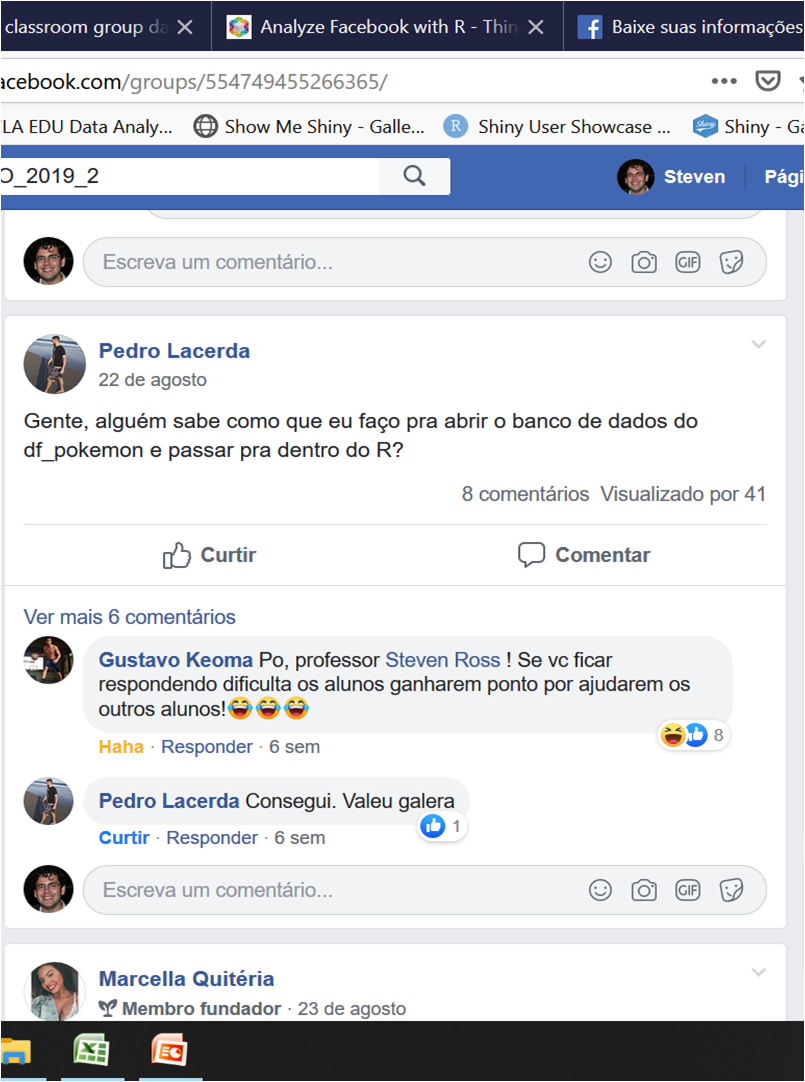 classroom group da Analyze Facebook with R - Thin Baixe suas informações
acebook.com/groups/554749455266365/
LA EDU Data Analy... Show Me Shiny - Galle... R Shiny User Showcase ... Shiny Shiny - Ga
O_2019_2 Steven Pági
Escreva um comentário... GIF
Pedro Lacerda
22 de agosto
Gente, alguém sabe como que eu faço pra abrir o banco de dados do
df_pokemon e passar pra dentro do R?
8 comentários Visualizado por 41
Curtir Comentar
Ver mais 6 comentários
Gustavo Keoma Po, professor Steven Ross ! Se vc ficar
respondendo dificulta os alunos ganharem ponto por ajudarem os
outros alunos!😂😂😂
Haha · Responder · 6 sem 8
Pedro Lacerda Consegui. Valeu galera
Curtir · Responder · 6 sem 1
Escreva um comentário... GIF
Marcella Quitéria
Membro fundador · 23 de agosto